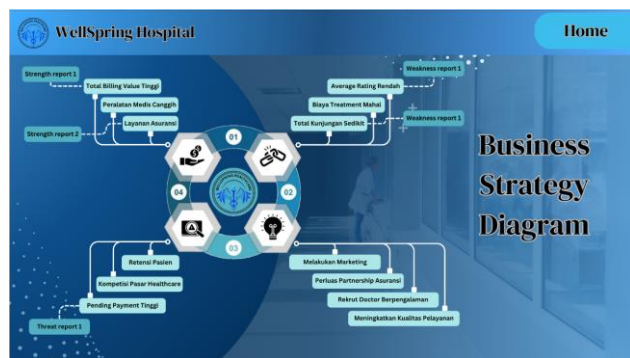 WellSpring Hospital
Home
Strength report 1
Total Billing Value Tinggi
Peralatan Medis Canggih
Strength report 2
Layanan Asuransi
Weakness report 1
Average Rating Rendah
Biaya Treatment Mahal
Total Kunjungan Sedikit
Weakness report 1
01
02
03
04
Business
Strategy
Diagram
Retensi Pasien
Kompetisi Pasar Healthcare
Pending Payment Tinggi
Threat report 1
Melakukan Marketing
Perluas Partnership Asuransi
Rekrut Doctor Berpengalaman
Meningkatkan Kualitas Pelayanan